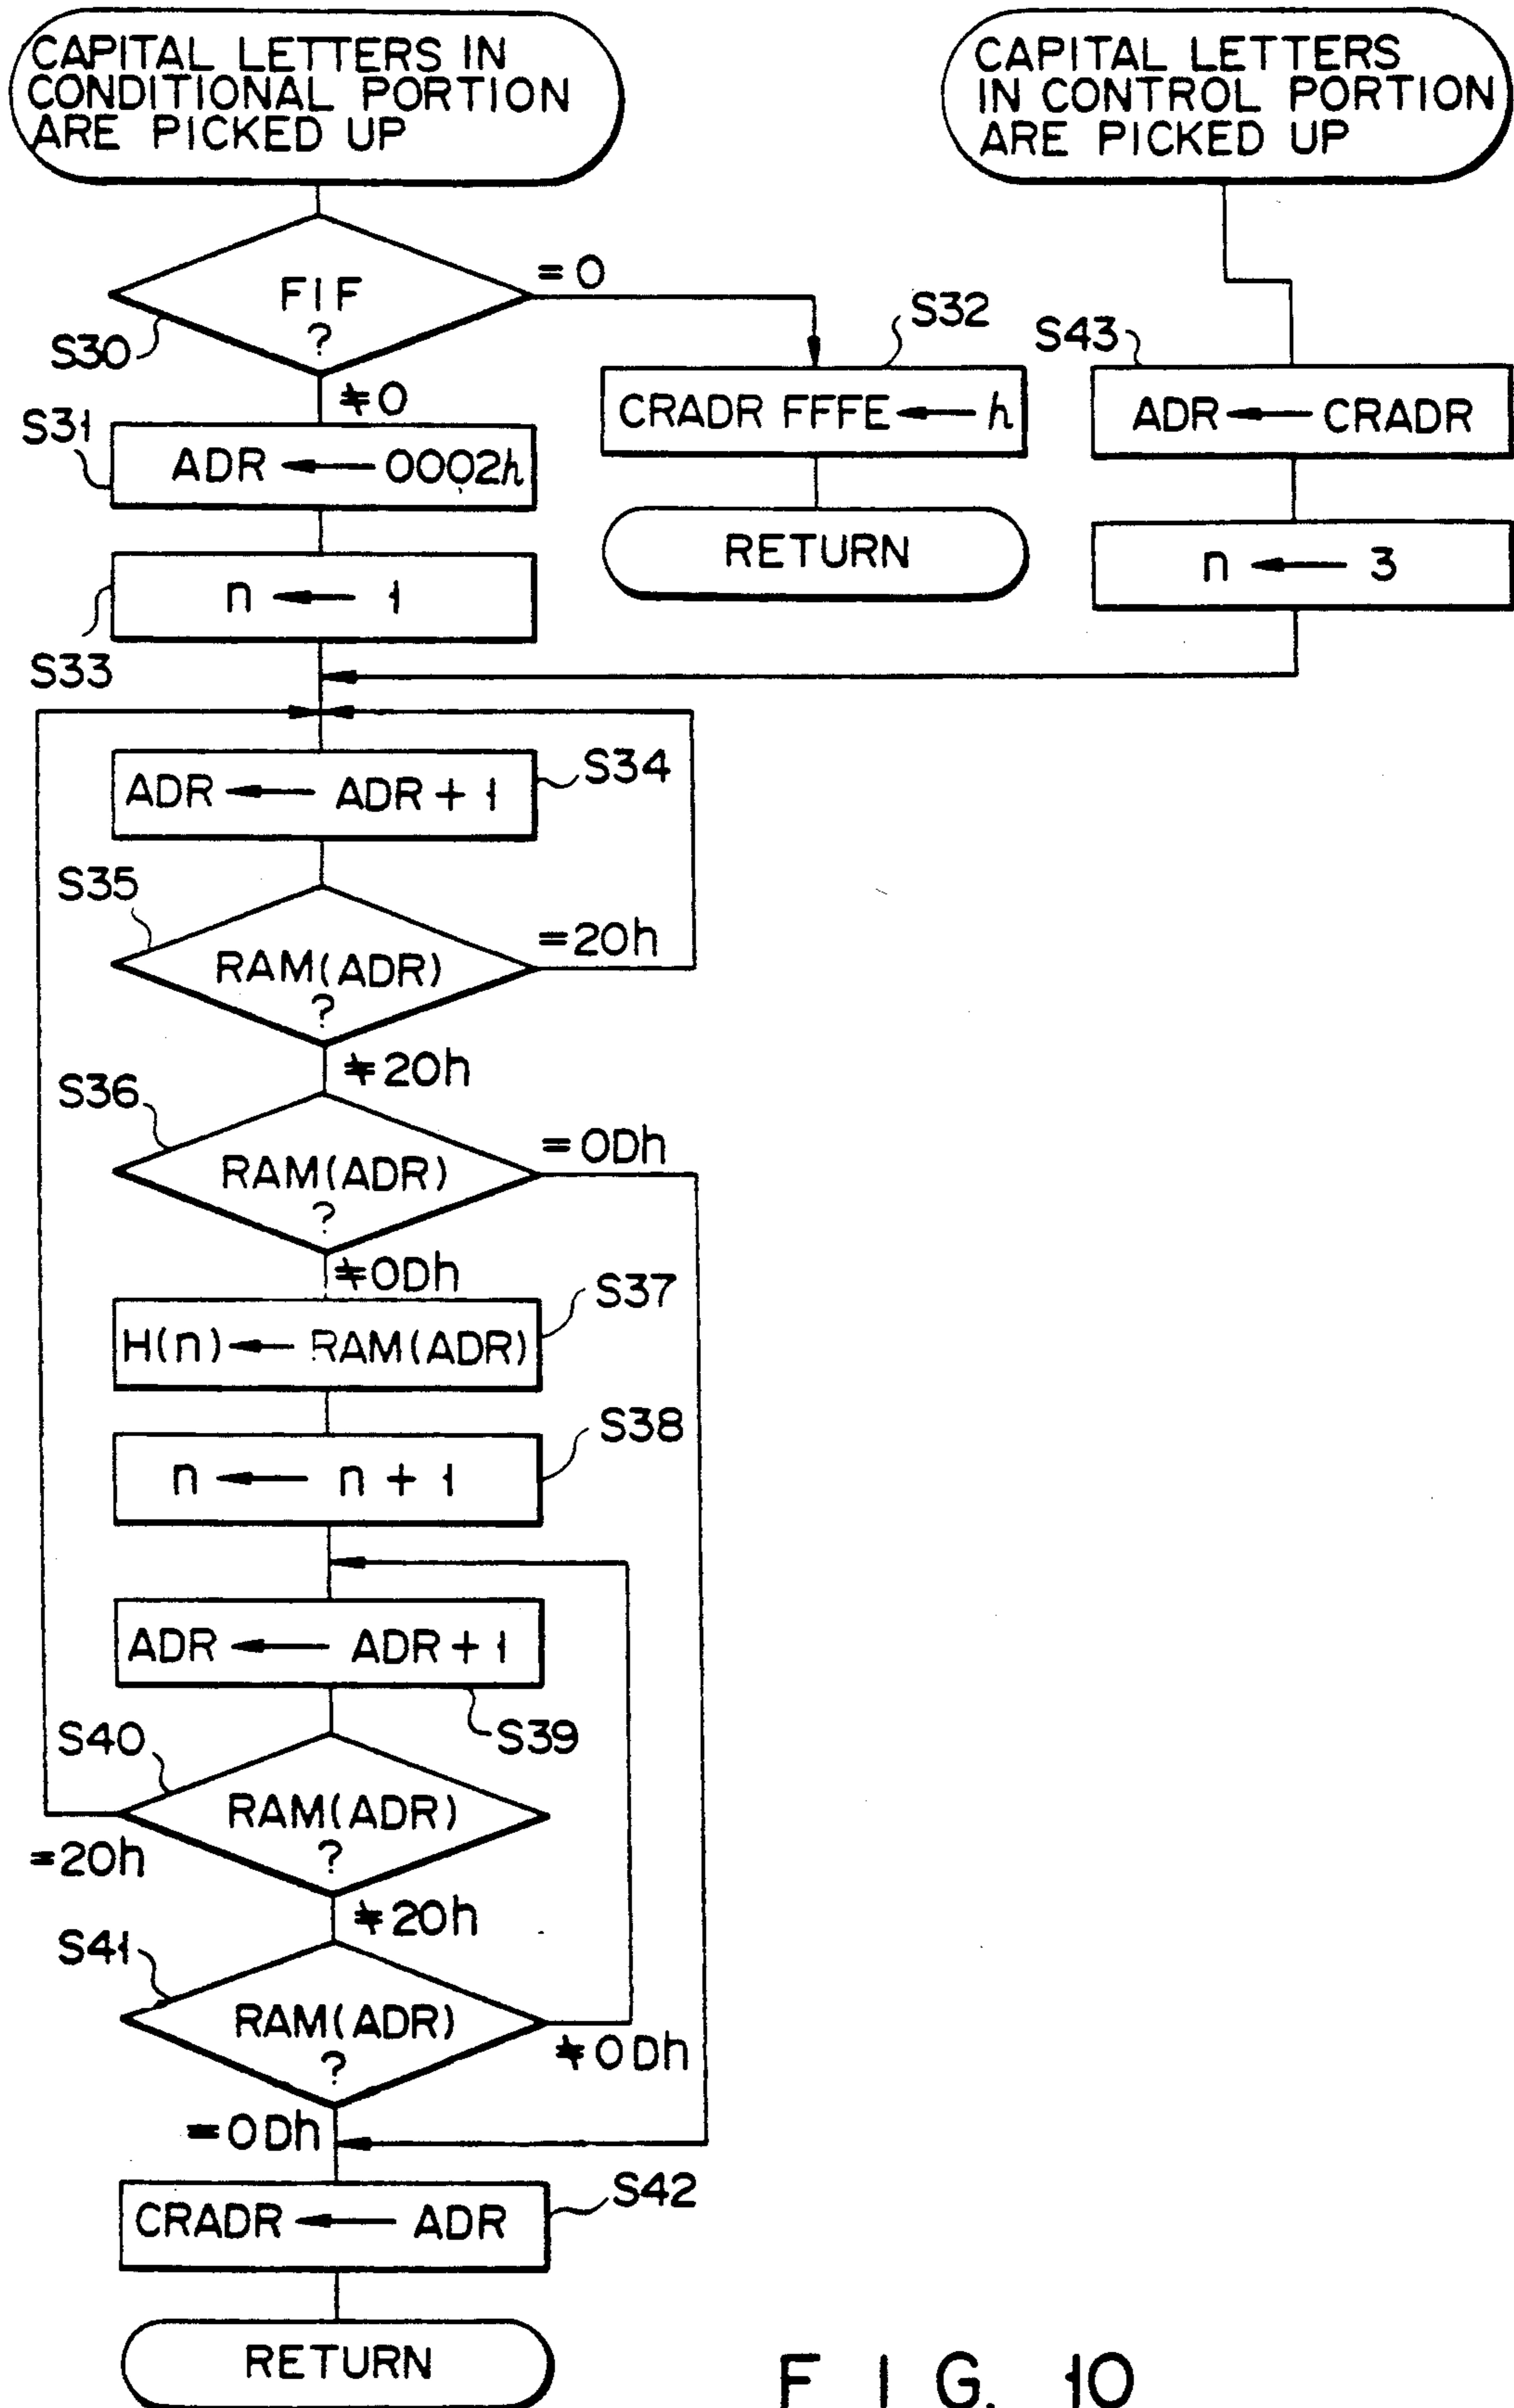 CAPITAL LETTERS IN
CONDITIONAL PORTION
ARE PICKED UP
CAPITAL LETTERS
IN CONTROL PORTION
ARE PICKED UP
FIF
?
=0
S30
≠0
S32
CRADR FFFE ← h
RETURN
S43
ADR ← CRADR
n ← 3
S31
ADR ← 0002h
n ← 1
S33
ADR ← ADR + 1
S34
S35
RAM(ADR)
?
=20h
≠20h
S36
RAM(ADR)
?
=0Dh
≠0Dh
S37
H(n) ← RAM(ADR)
S38
n ← n + 1
ADR ← ADR + 1
S39
S40
RAM(ADR)
?
=20h
≠20h
S41
RAM(ADR)
?
≠0Dh
=0Dh
S42
CRADR ← ADR
RETURN
FIG. 10